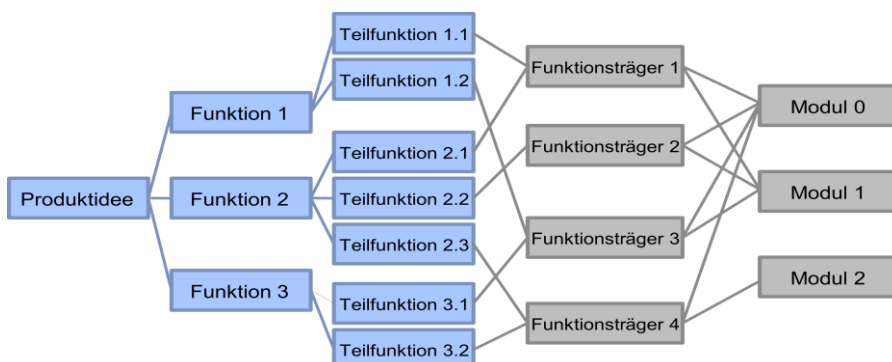 Produktidee
Funktion 1
Funktion 2
Funktion 3
Teilfunktion 1.1
Teilfunktion 1.2
Teilfunktion 2.1
Teilfunktion 2.2
Teilfunktion 2.3
Teilfunktion 3.1
Teilfunktion 3.2
Funktionsträger 1
Funktionsträger 2
Funktionsträger 3
Funktionsträger 4
Modul 0
Modul 1
Modul 2